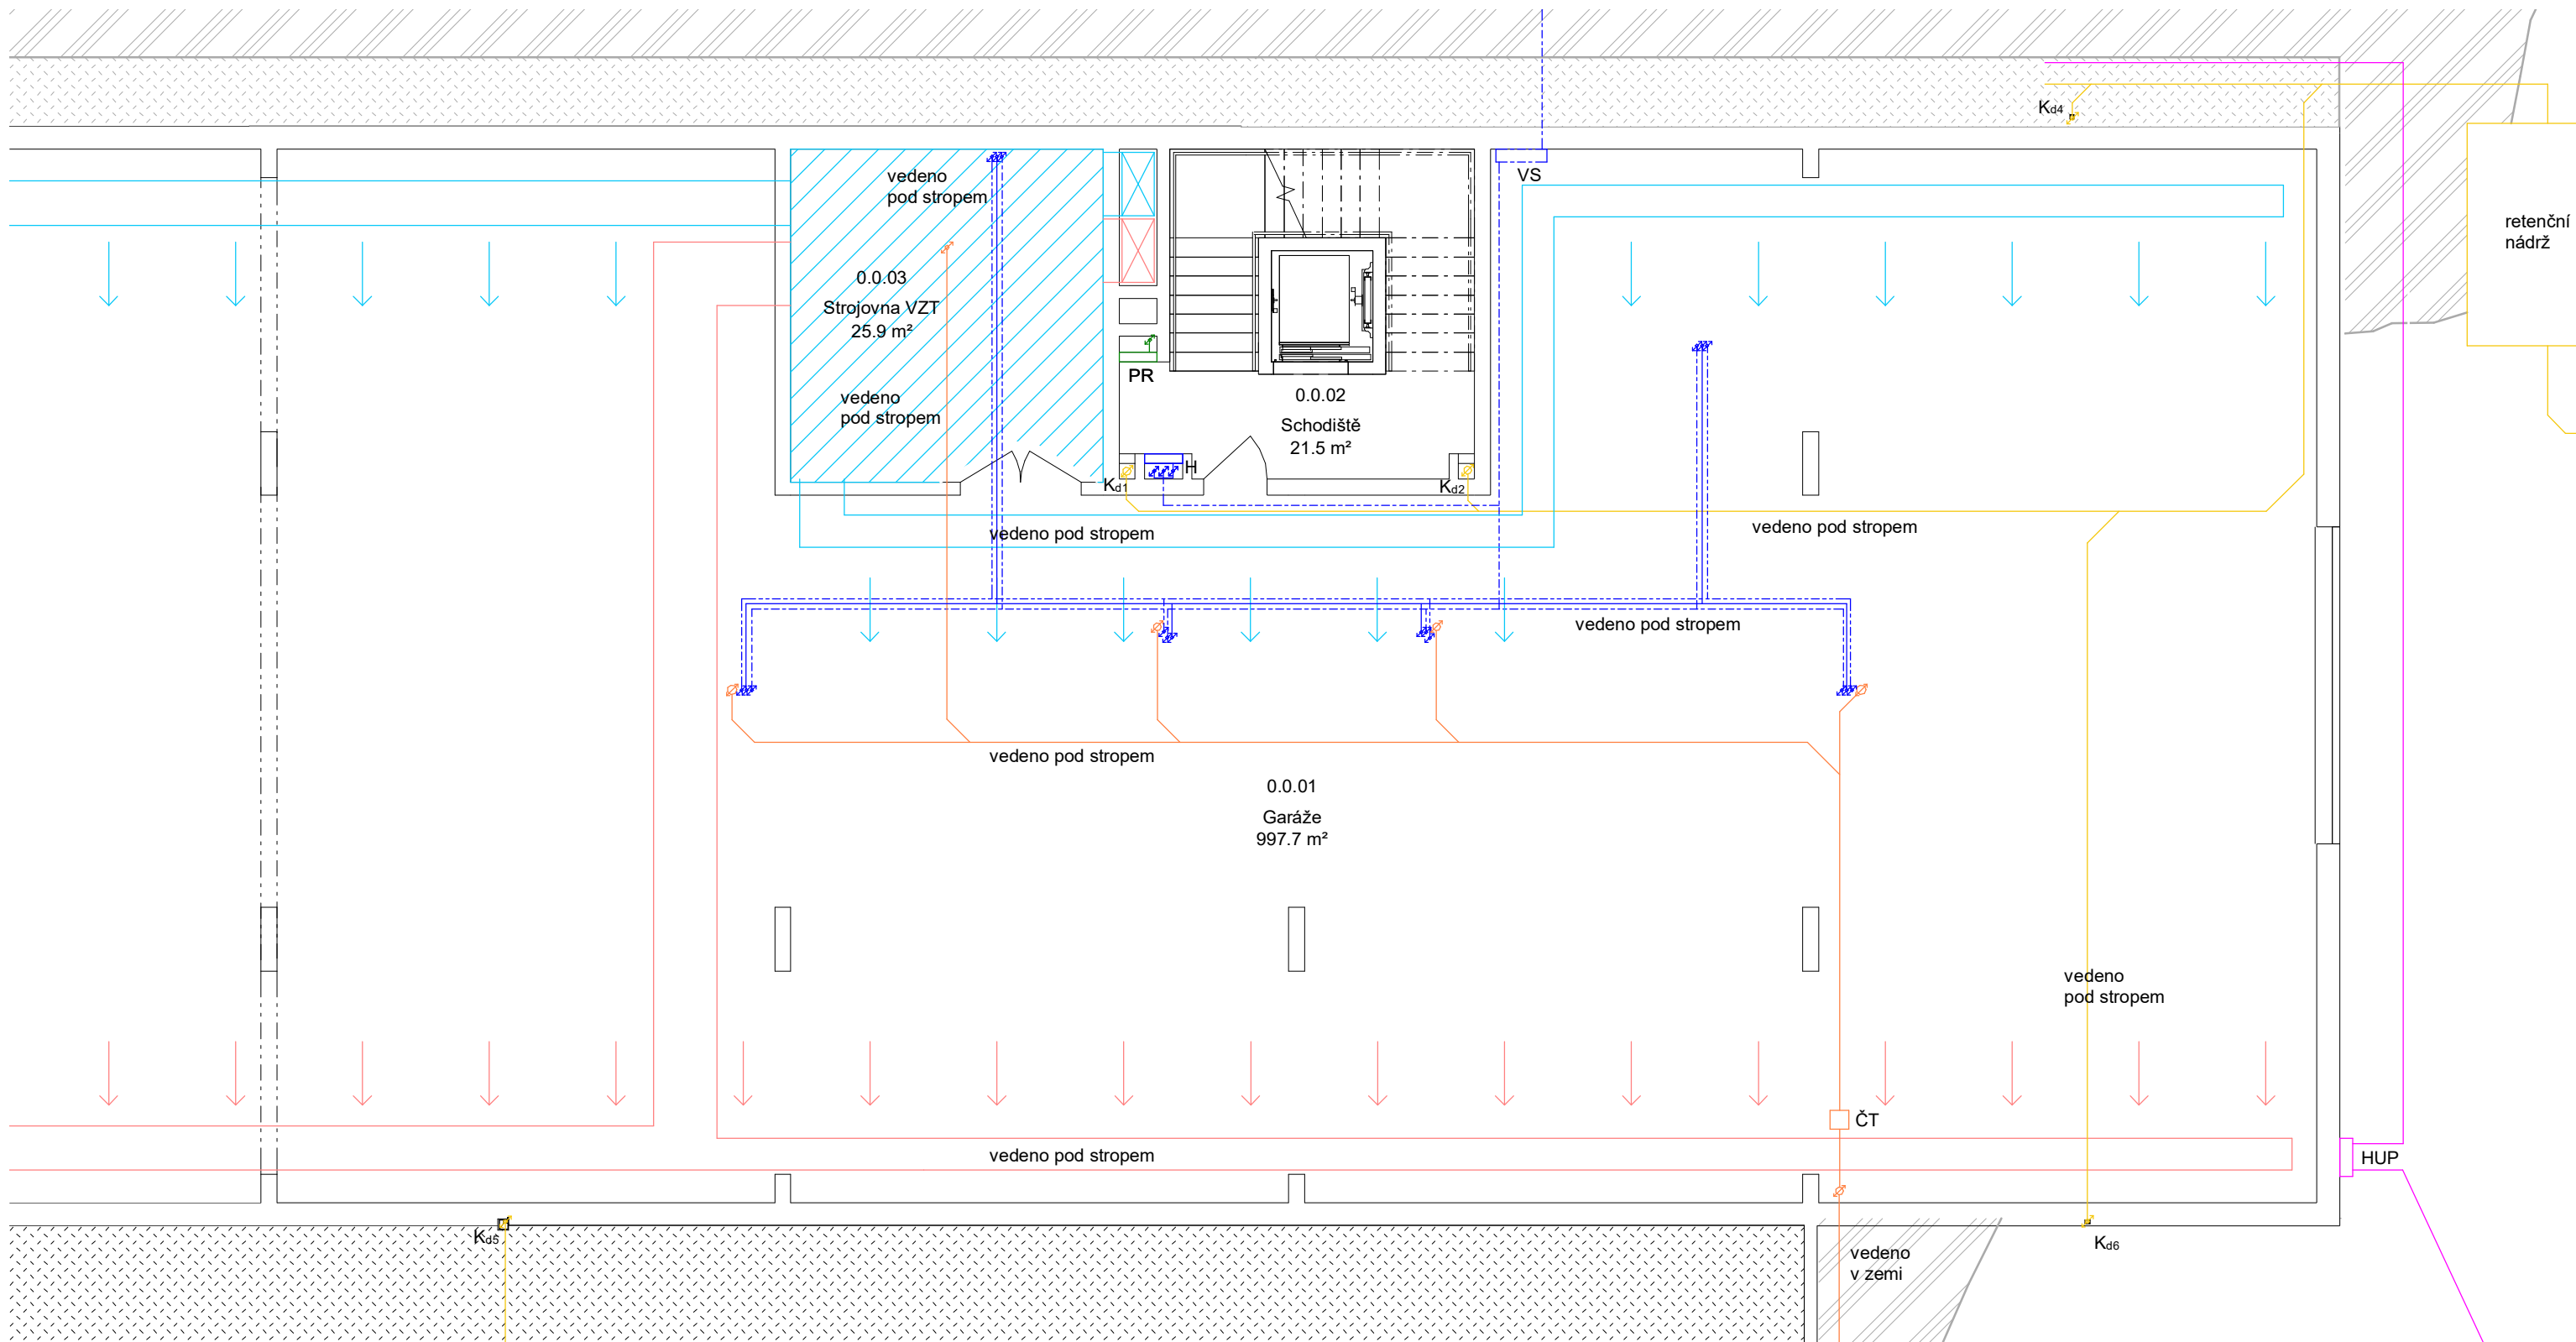 Kd4
vedeno
pod stropem
VS
retenční
nádrž
0.0.03
Strojovna VZT
25.9 m²
PR
vedeno
pod stropem
0.0.02
Schodiště
21.5 m²
H
Kd1
Kd2
vedeno pod stropem
vedeno pod stropem
vedeno pod stropem
vedeno pod stropem
0.0.01
Garáže
997.7 m²
vedeno
pod stropem
ČT
vedeno pod stropem
HUP
Kd5
Kd6
vedeno
v zemi